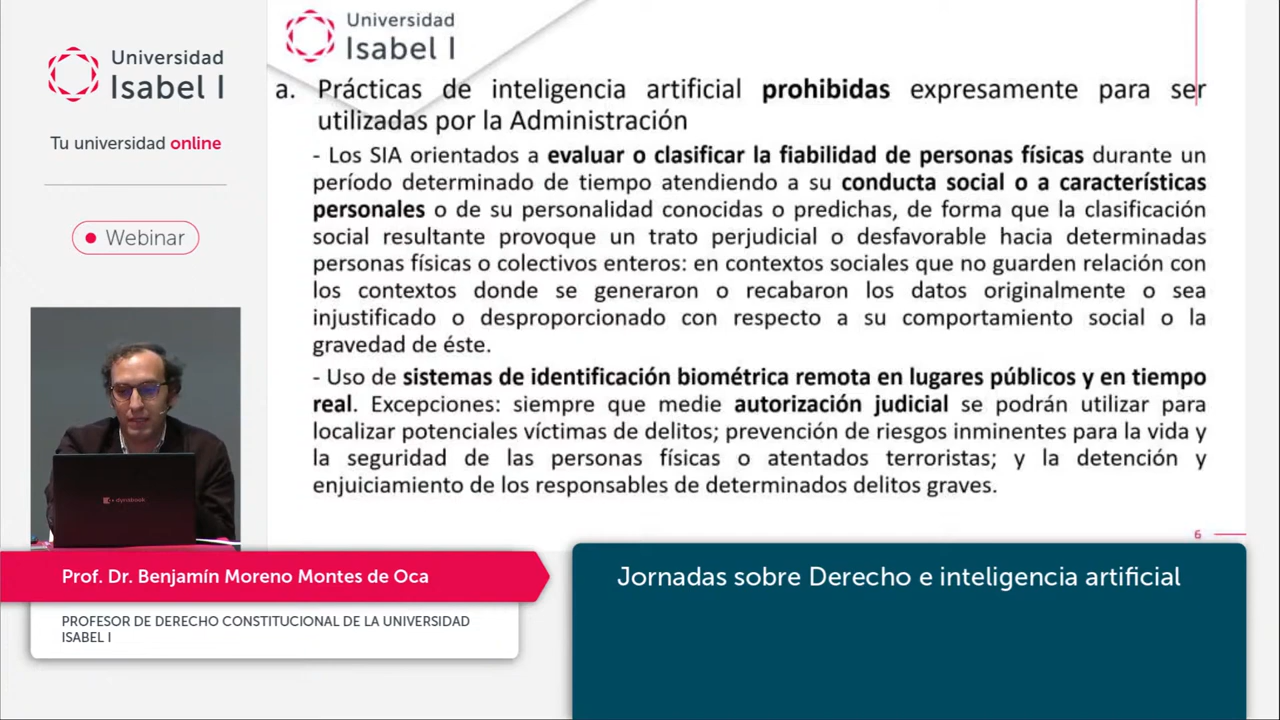 Universidad
Isabel I
Tu universidad online
Webinar
Universidad
Isabel I
a. Prácticas de inteligencia artificial prohibidas expresamente para ser
utilizadas por la Administración
- Los SIA orientados a evaluar o clasificar la fiabilidad de personas físicas durante un
período determinado de tiempo atendiendo a su conducta social o a características
personales o de su personalidad conocidas o predichas, de forma que la clasificación
social resultante provoque un trato perjudicial o desfavorable hacia determinadas
personas físicas o colectivos enteros: en contextos sociales que no guarden relación con
los contextos donde se generaron o recabaron los datos originalmente o sea
injustificado o desproporcionado con respecto a su comportamiento social o la
gravedad de éste.
- Uso de sistemas de identificación biométrica remota en lugares públicos y en tiempo
real. Excepciones: siempre que medie autorización judicial se podrán utilizar para
localizar potenciales víctimas de delitos; prevención de riesgos inminentes para la vida y
la seguridad de las personas físicas o atentados terroristas; y la detención y
enjuiciamiento de los responsables de determinados delitos graves.
6
dynabook
Prof. Dr. Benjamín Moreno Montes de Oca
PROFESOR DE DERECHO CONSTITUCIONAL DE LA UNIVERSIDAD
ISABEL I
Jornadas sobre Derecho e inteligencia artificial